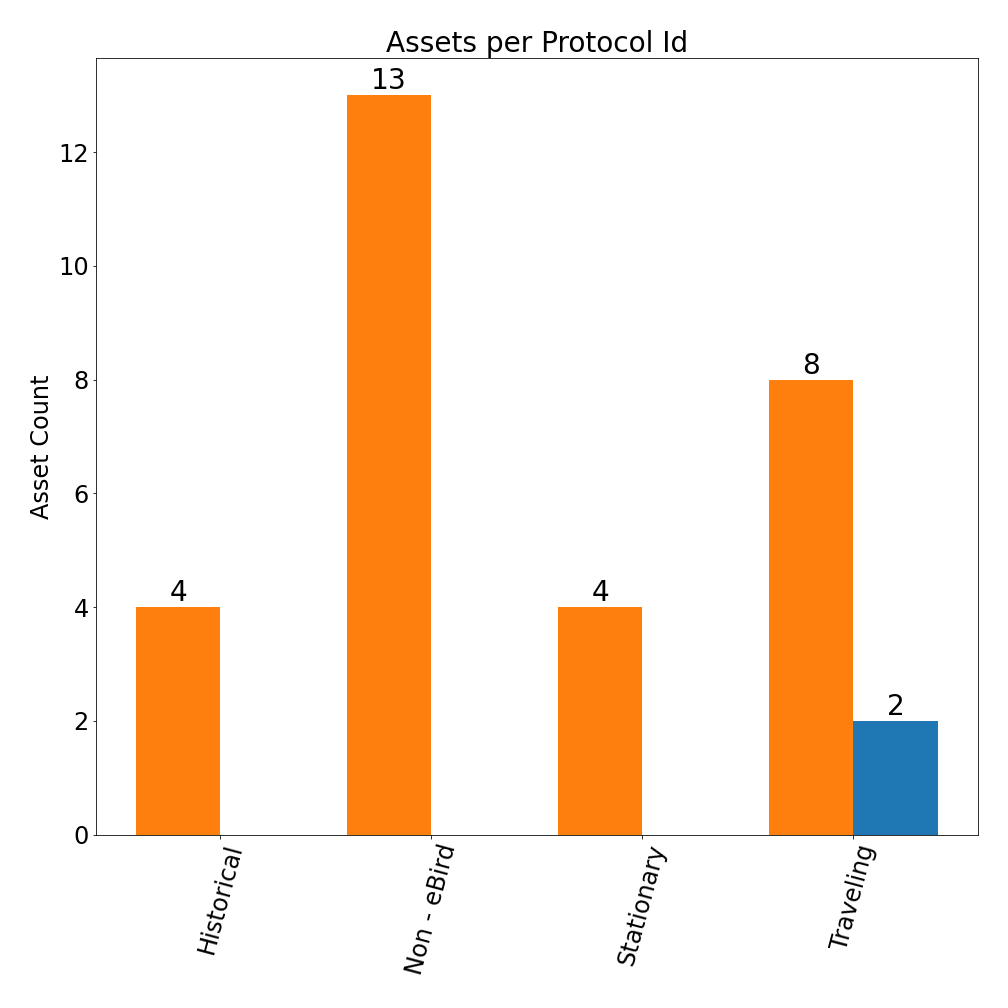 Assets per Protocol Id
13
12
10
8
8
Asset Count
6
4
4
4
2
2
0
Historical
Non - eBird
Stationary
Traveling